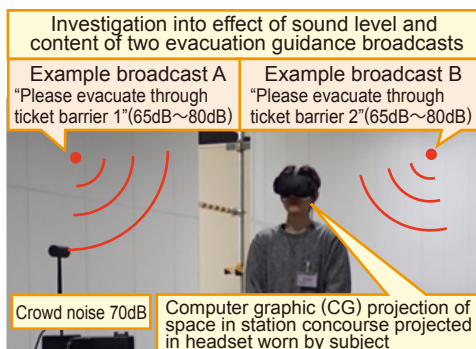 Investigation into effect of sound level and
content of two evacuation guidance broadcasts
Example broadcast A
“Please evacuate through
ticket barrier 1”(65dB～80dB)
Example broadcast B
“Please evacuate through
ticket barrier 2”(65dB～80dB)
Crowd noise 70dB
Computer graphic (CG) projection of
space in station concourse projected
in headset worn by subject